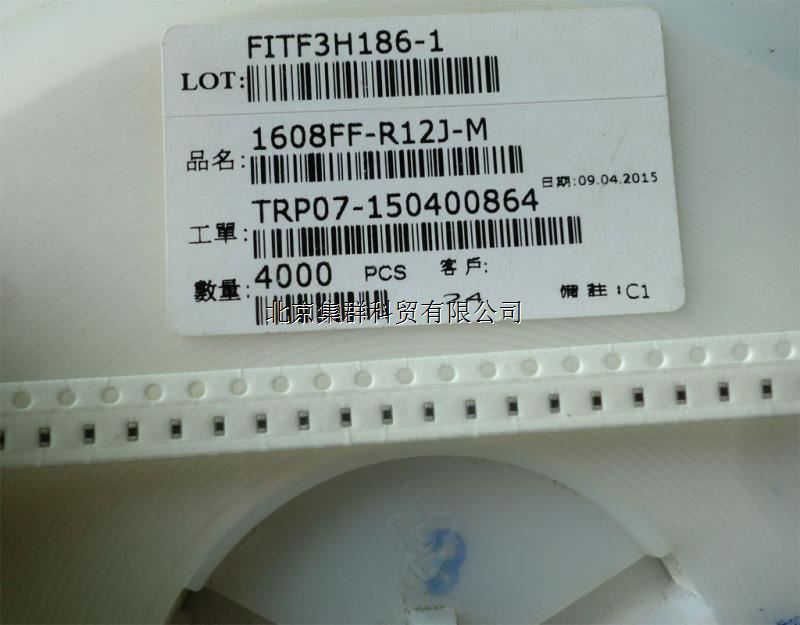 LOT: FITF3H186-1
品名: 1608FF-R12J-M
日期:09.04.2015
工單: TRP07-150400864
數量: 4000 PCS 客戶:
備註:C1
北京集群科贸有限公司